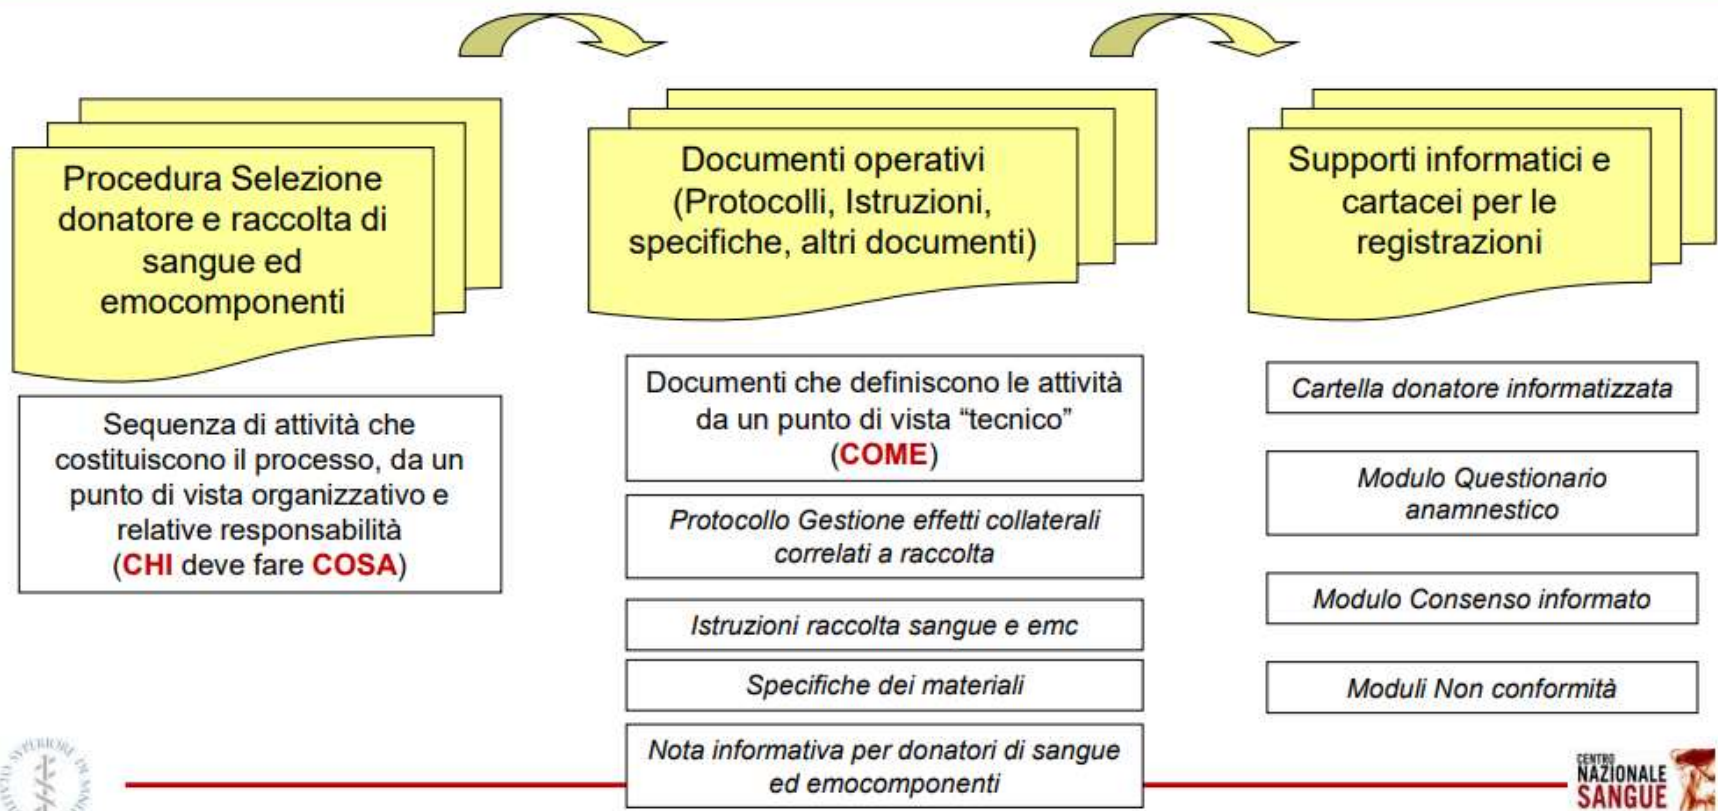 Procedura Selezione
donatore e raccolta di
sangue ed
emocomponenti
Sequenza di attività che
costituiscono il processo, da un
punto di vista organizzativo e
relative responsabilità
(CHI deve fare COSA)
Documenti operativi
(Protocolli, Istruzioni,
specifiche, altri documenti)
Documenti che definiscono le attività
da un punto di vista “tecnico”
(COME)
Protocollo Gestione effetti collaterali
correlati a raccolta
Istruzioni raccolta sangue e emc
Specifiche dei materiali
Nota informativa per donatori di sangue
ed emocomponenti
Supporti informatici e
cartacei per le
registrazioni
Cartella donatore informatizzata
Modulo Questionario
anamnestico
Modulo Consenso informato
Moduli Non conformità
CENTRO
NAZIONALE
SANGUE